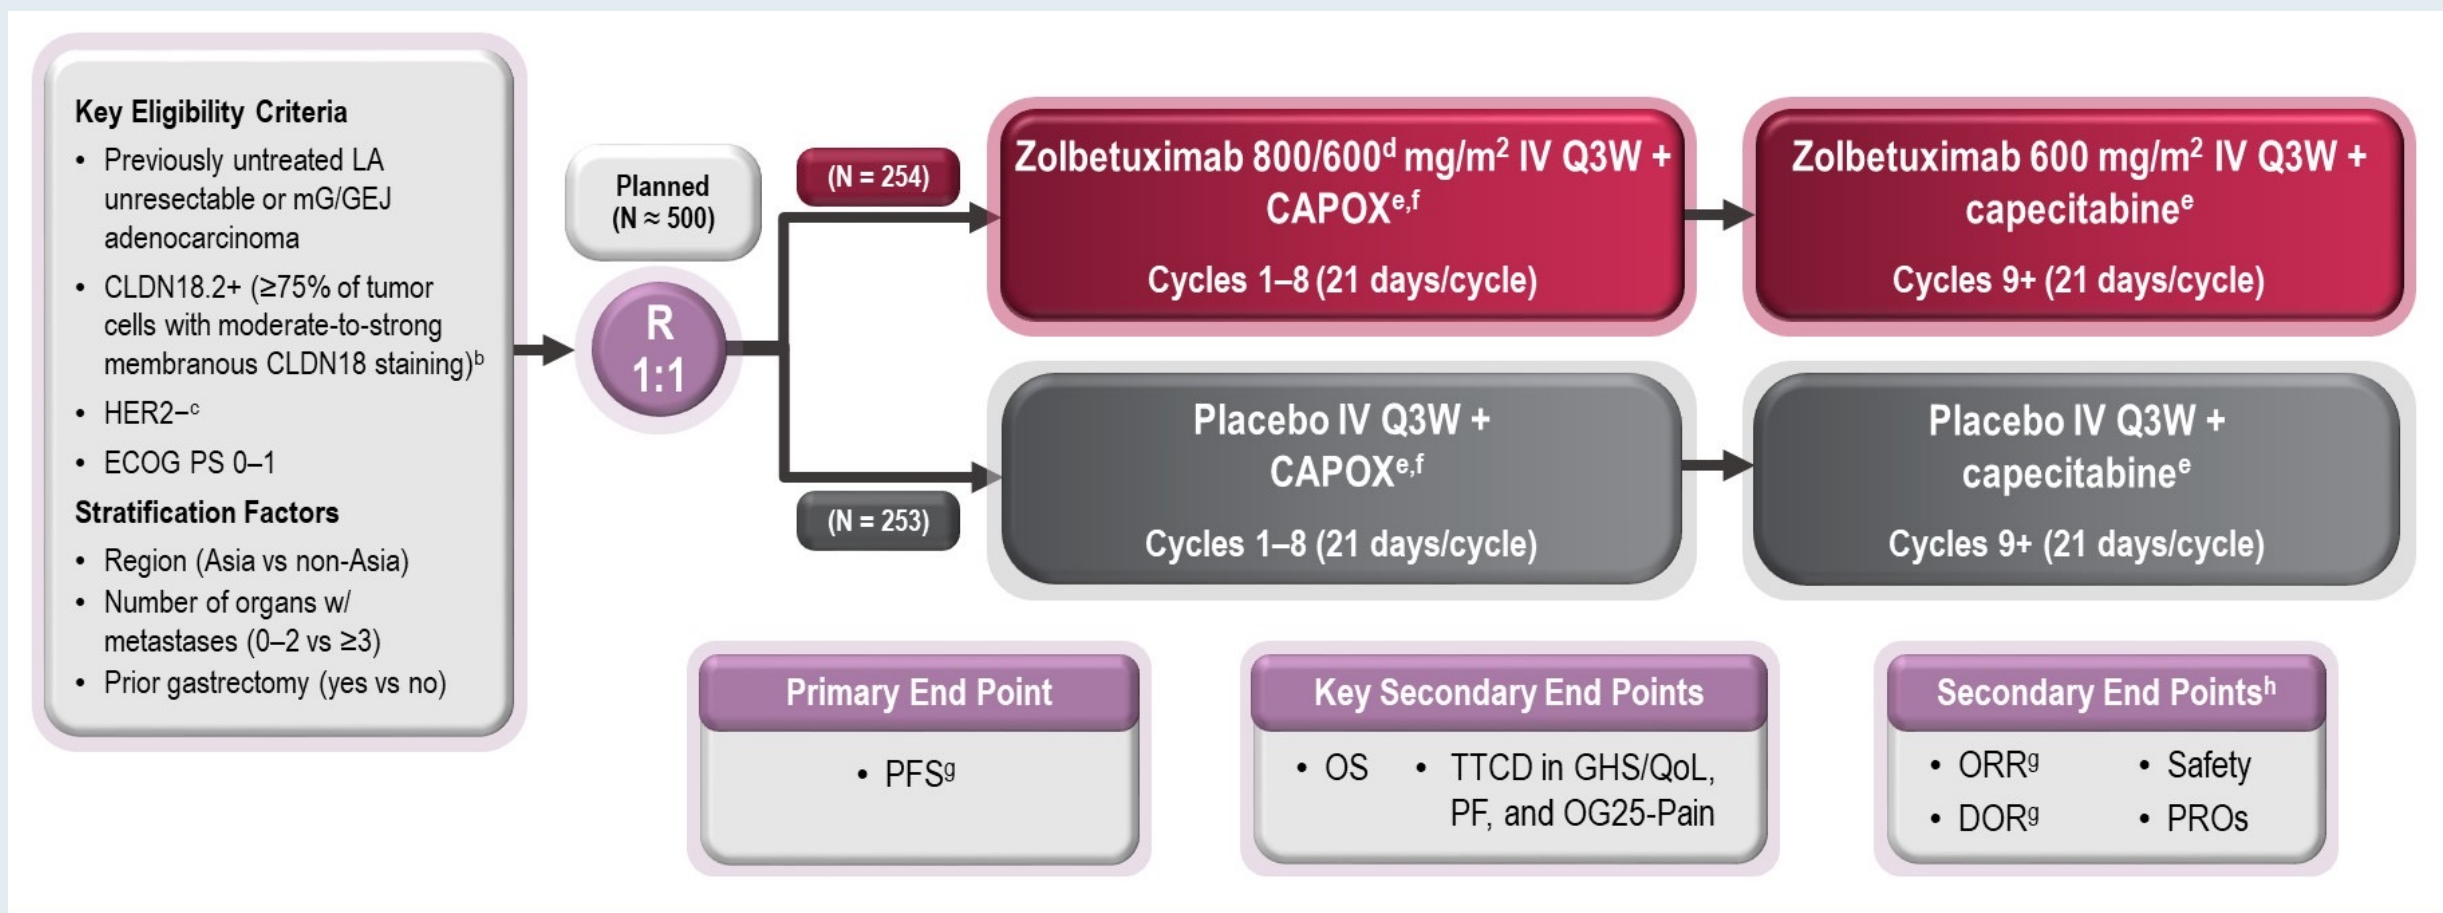 Key Eligibility Criteria
• Previously untreated LA
unresectable or mG/GEJ
adenocarcinoma
• CLDN18.2+ (≥75% of tumor
cells with moderate-to-strong
membranous CLDN18 staining)ᵇ
• HER2–ᶜ
• ECOG PS 0–1
Stratification Factors
• Region (Asia vs non-Asia)
• Number of organs w/
metastases (0–2 vs ≥3)
• Prior gastrectomy (yes vs no)
Planned
(N ≈ 500)
R
1:1
(N = 254)
Zolbetuximab 800/600ᵈ mg/m² IV Q3W +
CAPOXᵉ,ᶠ
Cycles 1–8 (21 days/cycle)
Zolbetuximab 600 mg/m² IV Q3W +
capecitabineᵉ
Cycles 9+ (21 days/cycle)
(N = 253)
Placebo IV Q3W +
CAPOXᵉ,ᶠ
Cycles 1–8 (21 days/cycle)
Placebo IV Q3W +
capecitabineᵉ
Cycles 9+ (21 days/cycle)
Primary End Point
• PFSᵍ
Key Secondary End Points
• OS • TTCD in GHS/QoL,
PF, and OG25-Pain
Secondary End Pointsʰ
• ORRᵍ • Safety
• DORᵍ • PROs